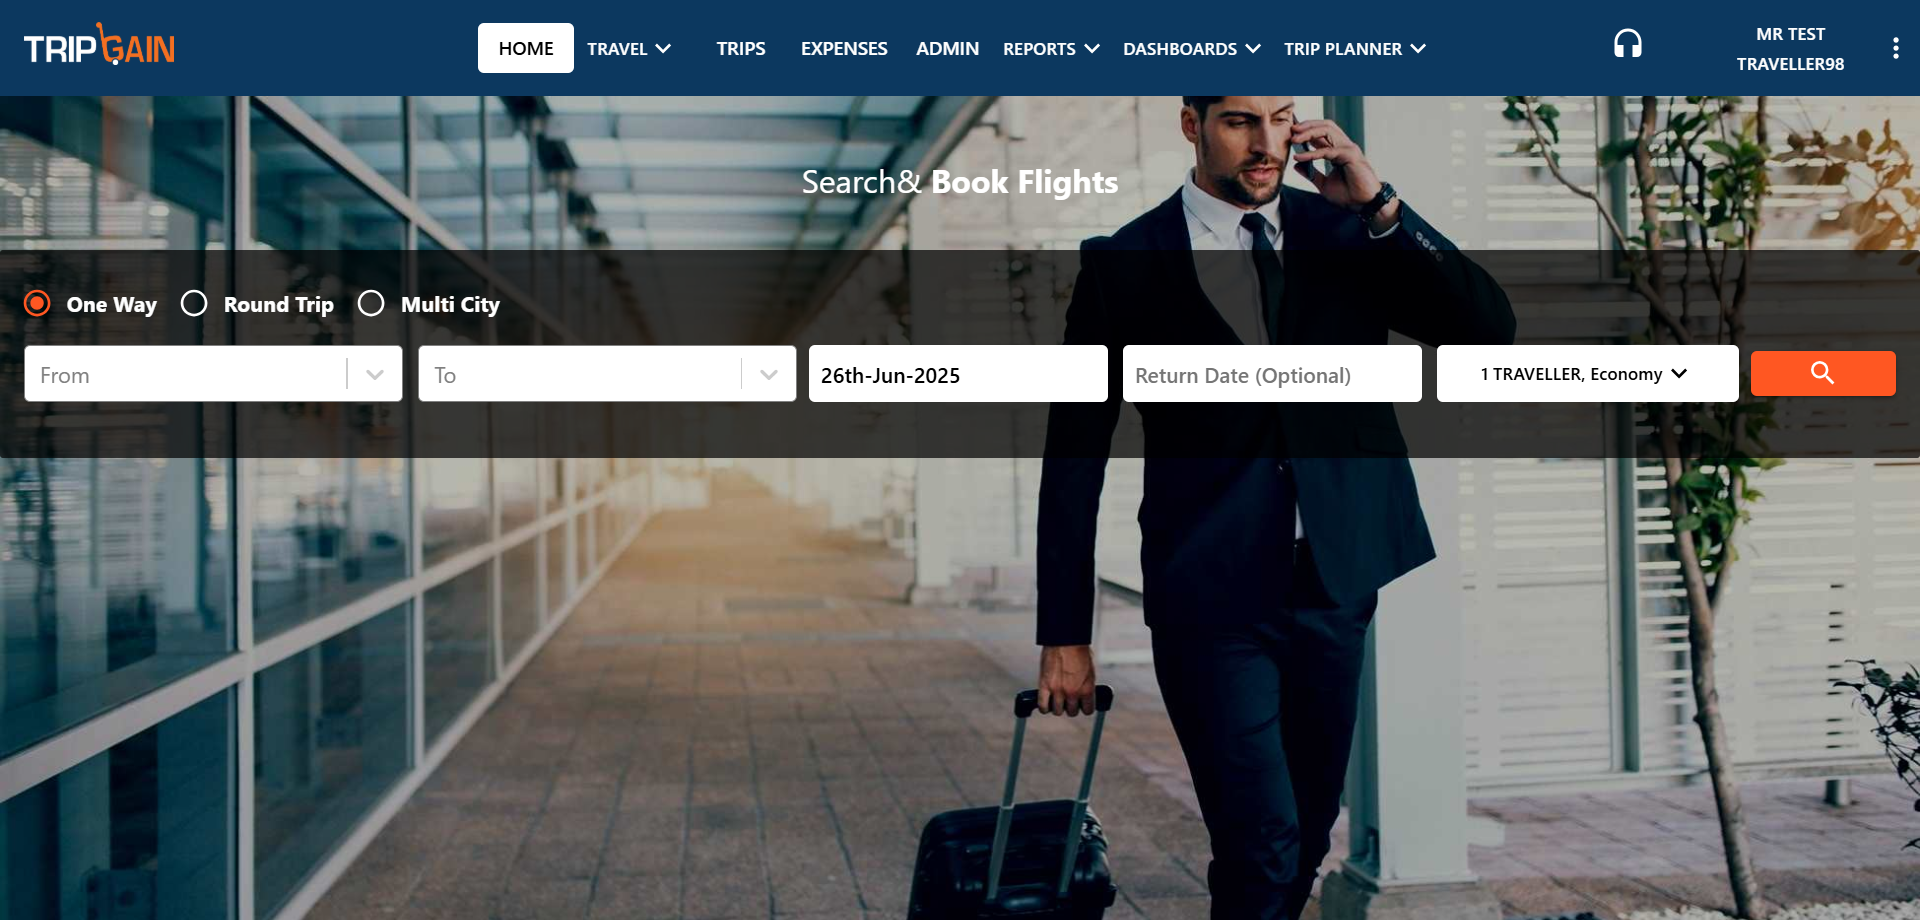 TRIPGAIN
HOME
TRAVEL
TRIPS
EXPENSES
ADMIN
REPORTS
DASHBOARDS
TRIP PLANNER
MR TEST
TRAVELLER98
Search& Book Flights
One Way
Round Trip
Multi City
From
To
26th-Jun-2025
Return Date (Optional)
1 TRAVELLER, Economy